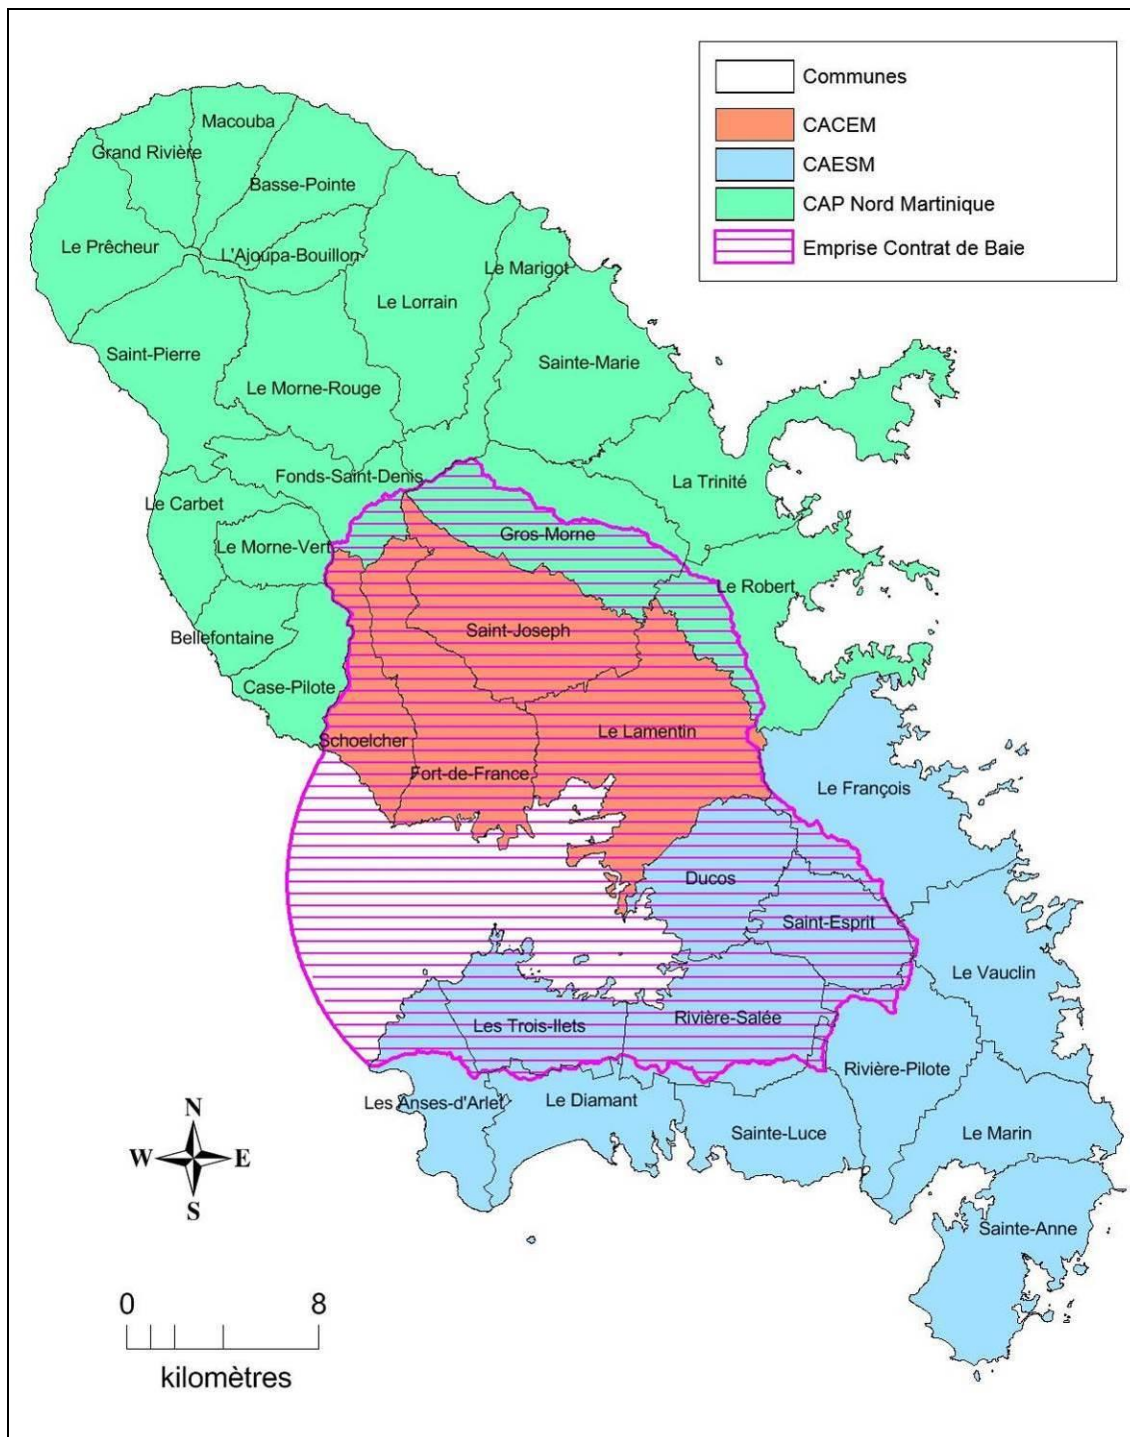 Communes
CACEM
CAESM
CAP Nord Martinique
Emprise Contrat de Baie
Macouba
Grand Rivière
Basse-Pointe
Le Prêcheur
L'Ajoupa-Bouillon
Le Marigot
Le Lorrain
Saint-Pierre
Sainte-Marie
Le Morne-Rouge
Fonds-Saint-Denis
La Trinité
Le Carbet
Gros-Morne
Le Morne-Vert
Le Robert
Bellefontaine
Saint-Joseph
Case-Pilote
Schoelcher
Le Lamentin
Fort-de-France
Le François
Ducos
Saint-Esprit
Le Vauclin
Les Trois-Ilets
Rivière-Salée
Rivière-Pilote
Les Anses-d'Arlet
Le Diamant
Sainte-Luce
Le Marin
Sainte-Anne
N
W E
S
0 8
kilomètres